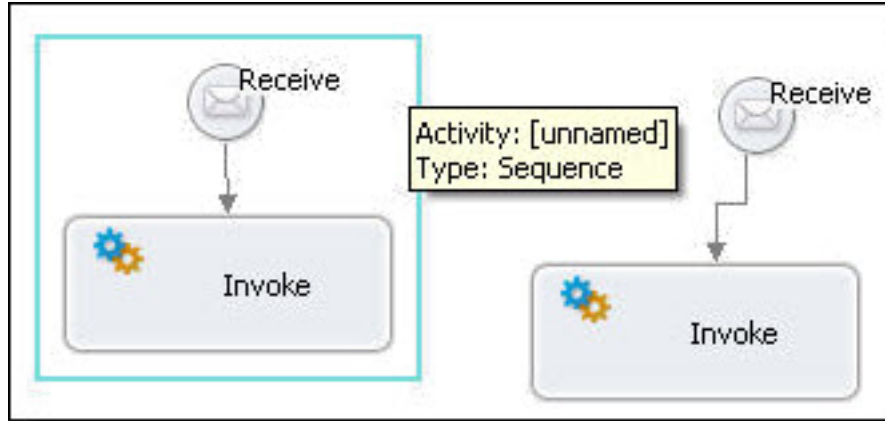 Receive
Receive
Activity: [unnamed]
Type: Sequence
Invoke
Invoke